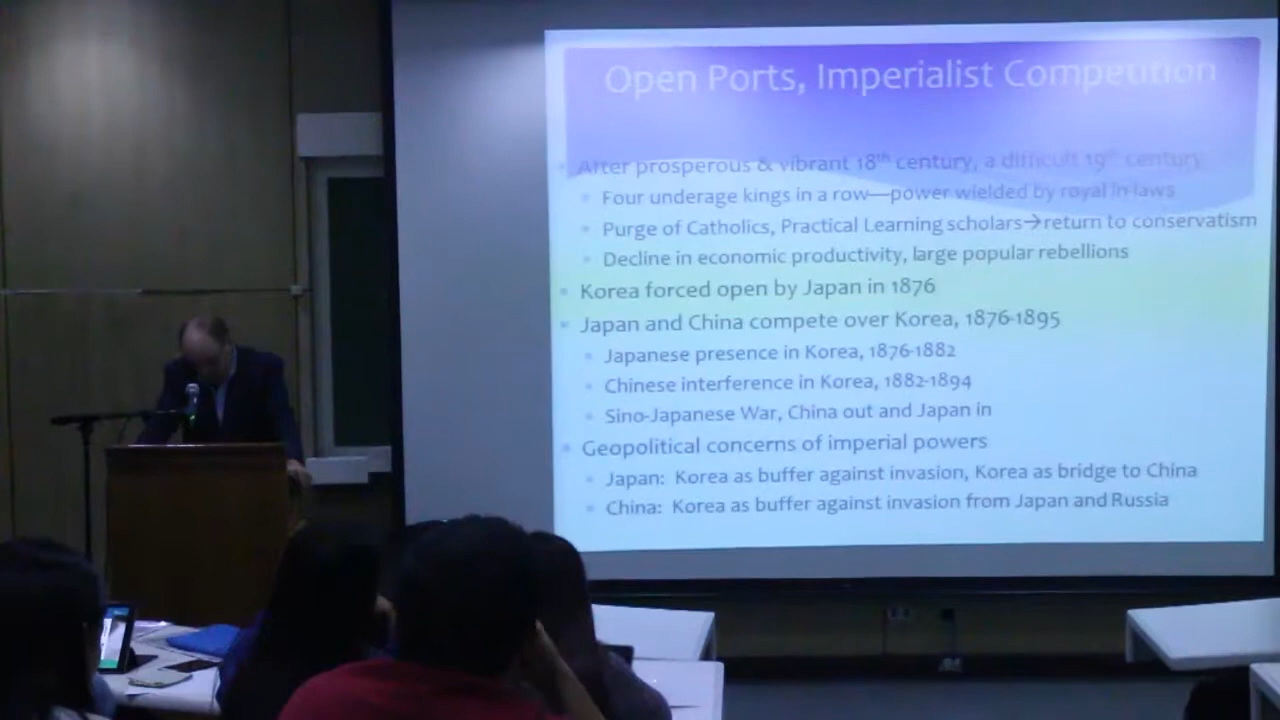 Open Ports, Imperialist Competition
After prosperous & vibrant 18th century, a difficult 19th century
Four underage kings in a row—power wielded by royal in-laws
Purge of Catholics, Practical Learning scholars→return to conservatism
Decline in economic productivity, large popular rebellions
Korea forced open by Japan in 1876
Japan and China compete over Korea, 1876-1895
Japanese presence in Korea, 1876-1882
Chinese interference in Korea, 1882-1894
Sino-Japanese War, China out and Japan in
Geopolitical concerns of imperial powers
Japan: Korea as buffer against invasion, Korea as bridge to China
China: Korea as buffer against invasion from Japan and Russia